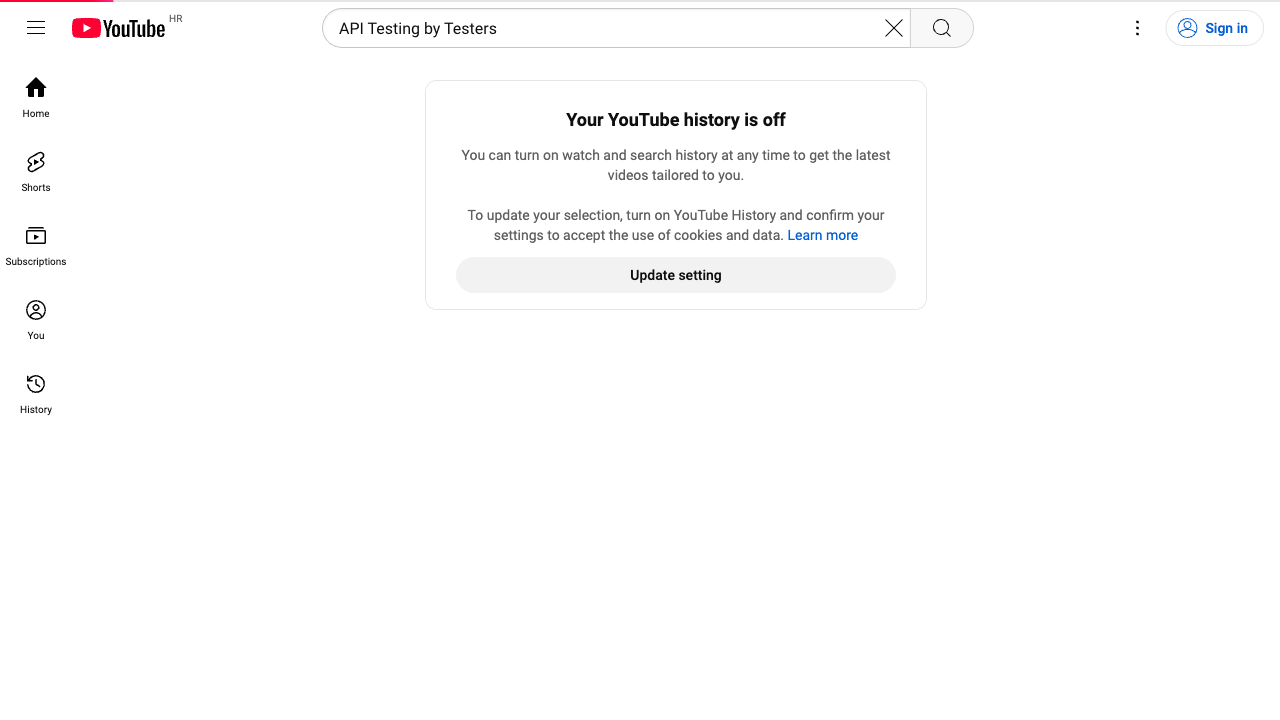 YouTube HR
API Testing by Testers
Sign in
Home
Shorts
Subscriptions
You
History
Your YouTube history is off
You can turn on watch and search history at any time to get the latest
videos tailored to you.
To update your selection, turn on YouTube History and confirm your
settings to accept the use of cookies and data. Learn more
Update setting